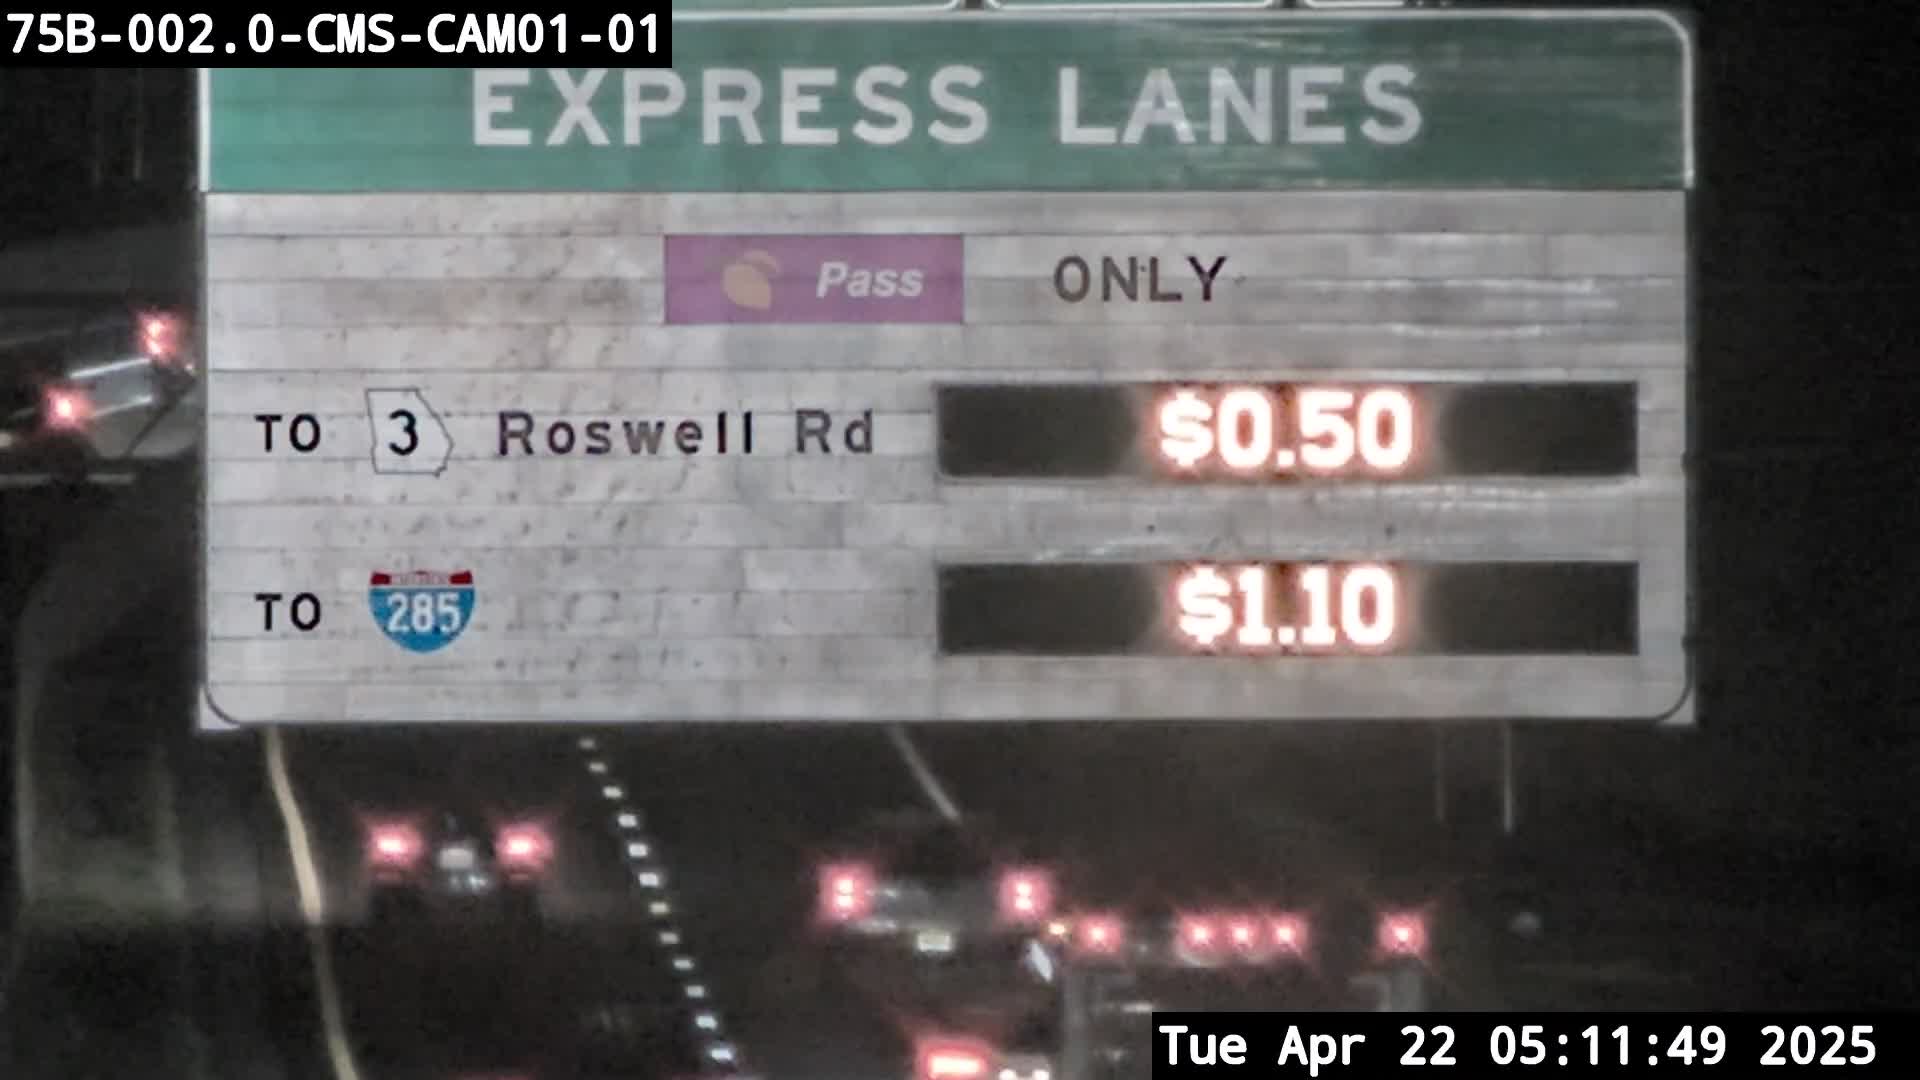 75B-002.0-CMS-CAM01-01
EXPRESS LANES
Pass ONLY
TO 3 Roswell Rd $0.50
TO 285 $1.10
Tue Apr 22 05:11:49 2025